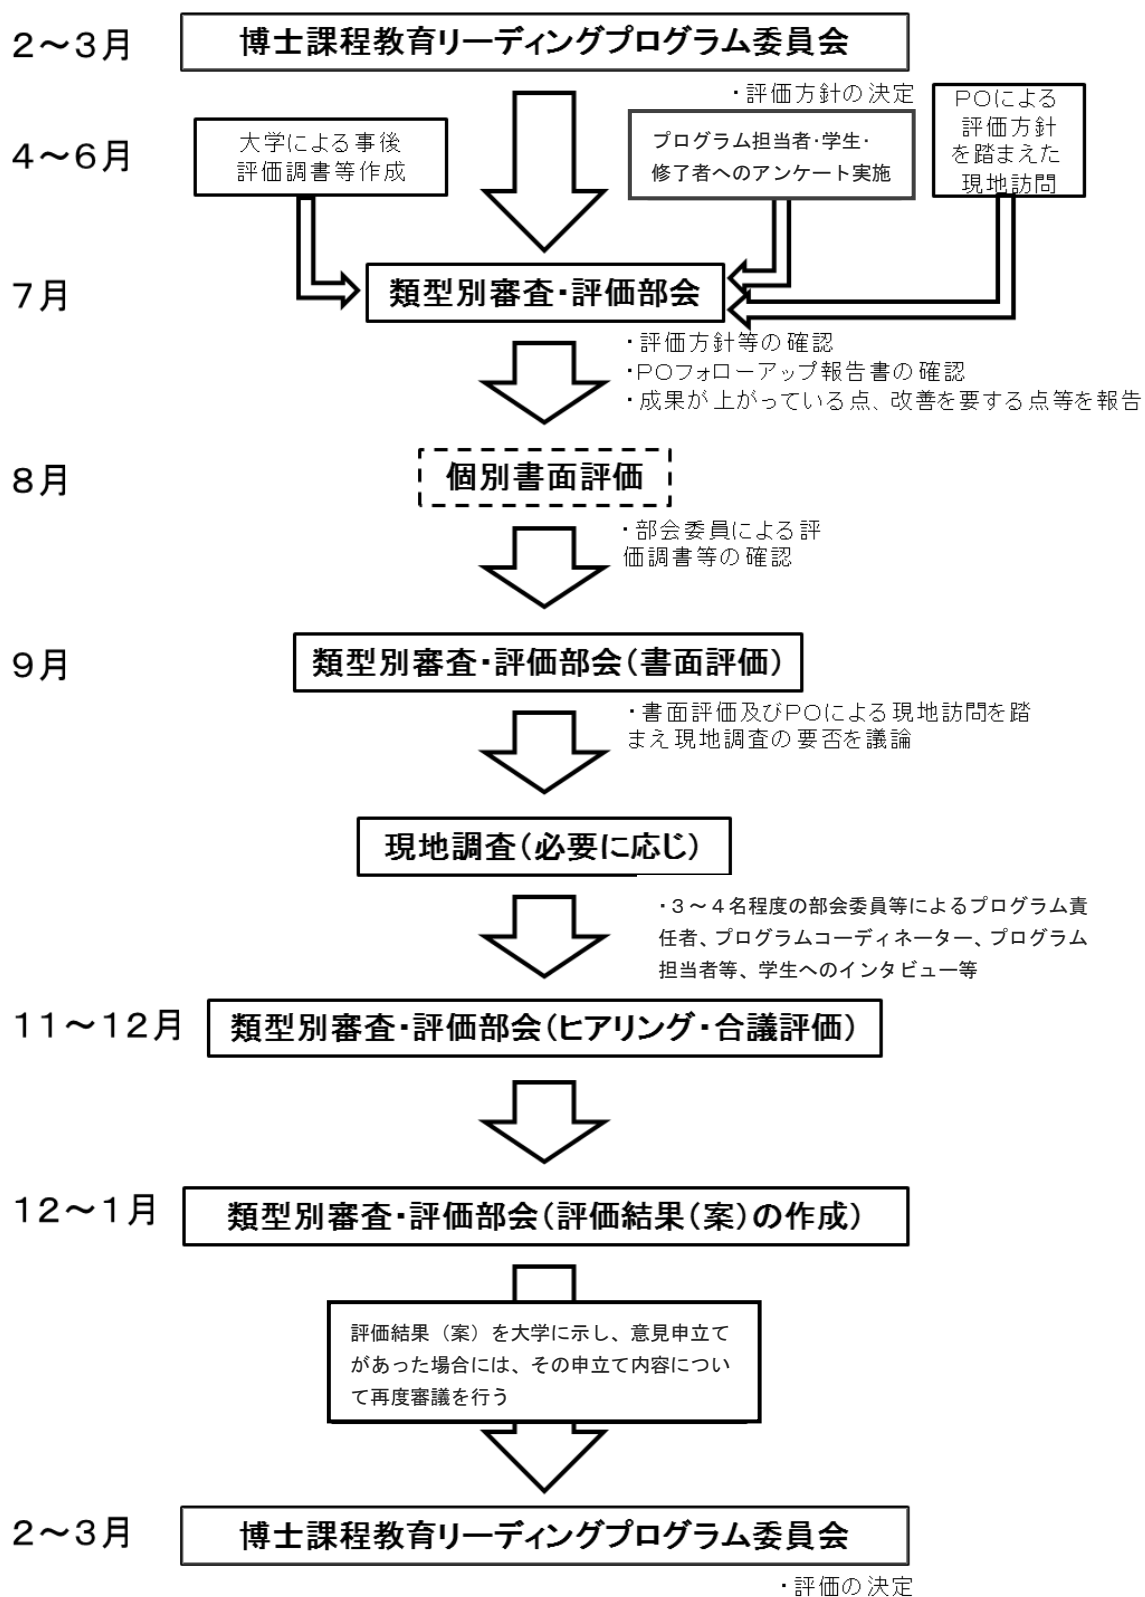 2～3月
博士課程教育リーディングプログラム委員会
・評価方針の決定
4～6月
大学による事後
評価調書等作成
プログラム担当者・学生・
修了者へのアンケート実施
POによる
評価方針
を踏まえた
現地訪問
7月
類型別審査・評価部会
・評価方針等の確認
・POフォローアップ報告書の確認
・成果が上がっている点、改善を要する点等を報告
8月
個別書面評価
・部会委員による評
価調書等の確認
9月
類型別審査・評価部会（書面評価）
・書面評価及びPOによる現地訪問を踏
まえ現地調査の要否を議論
現地調査（必要に応じ）
・3～4名程度の部会委員等によるプログラム責
任者、プログラムコーディネーター、プログラム
担当者等、学生へのインタビュー等
11～12月
類型別審査・評価部会（ヒアリング・合議評価）
12～1月
類型別審査・評価部会（評価結果（案）の作成）
評価結果（案）を大学に示し、意見申立て
があった場合には、その申立て内容につい
て再度審議を行う
2～3月
博士課程教育リーディングプログラム委員会
・評価の決定